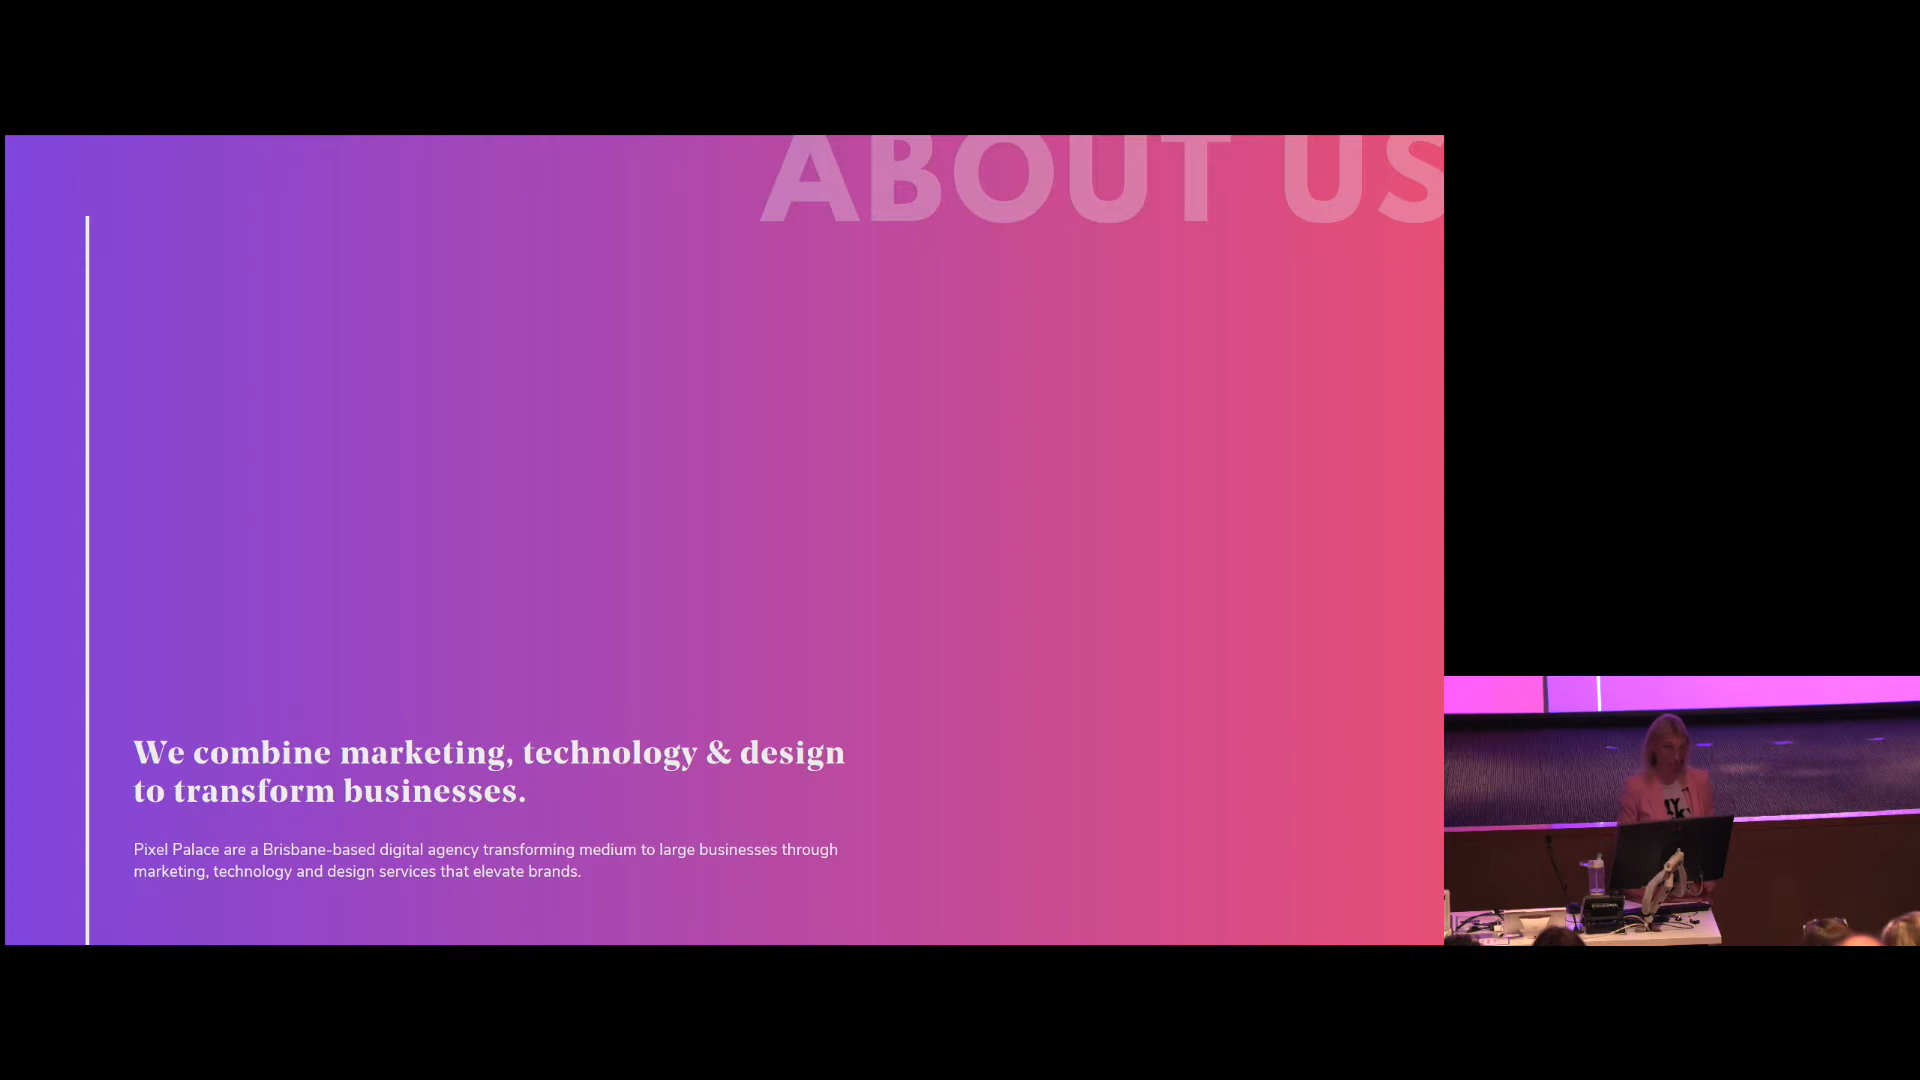 ABOUT US
We combine marketing, technology & design
to transform businesses.
Pixel Palace are a Brisbane-based digital agency transforming medium to large businesses through
marketing, technology and design services that elevate brands.